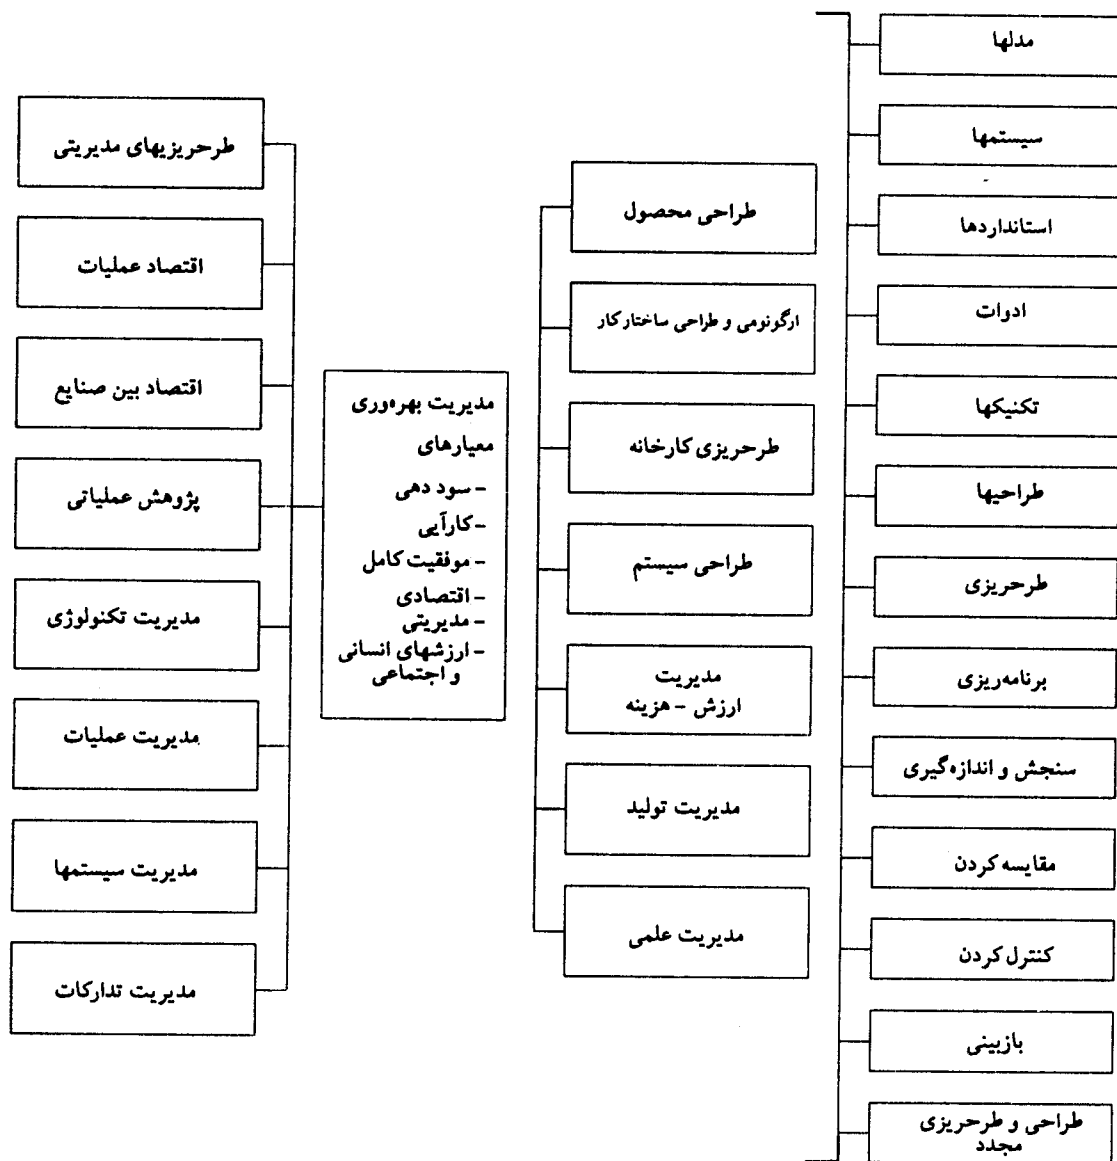 مدلها
سیستمها
استانداردها
ادوات
تکنیکها
طراحیها
طرحریزی
برنامه‌ریزی
سنجش و اندازه‌گیری
مقایسه کردن
کنترل کردن
بازبینی
طراحی و طرحریزی
مجدد
طراحی محصول
ارگونومی و طراحی ساختار کار
طرحریزی کارخانه
طراحی سیستم
مدیریت
ارزش – هزینه
مدیریت تولید
مدیریت علمی
مدیریت بهره‌وری
معیارهای
– سود دهی
– کارآیی
– موفقیت کامل
– اقتصادی
– مدیریتی
– ارزشهای انسانی
و اجتماعی
طرحریزیهای مدیریتی
اقتصاد عملیات
اقتصاد بین صنایع
پژوهش عملیاتی
مدیریت تکنولوژی
مدیریت عملیات
مدیریت سیستمها
مدیریت تدارکات